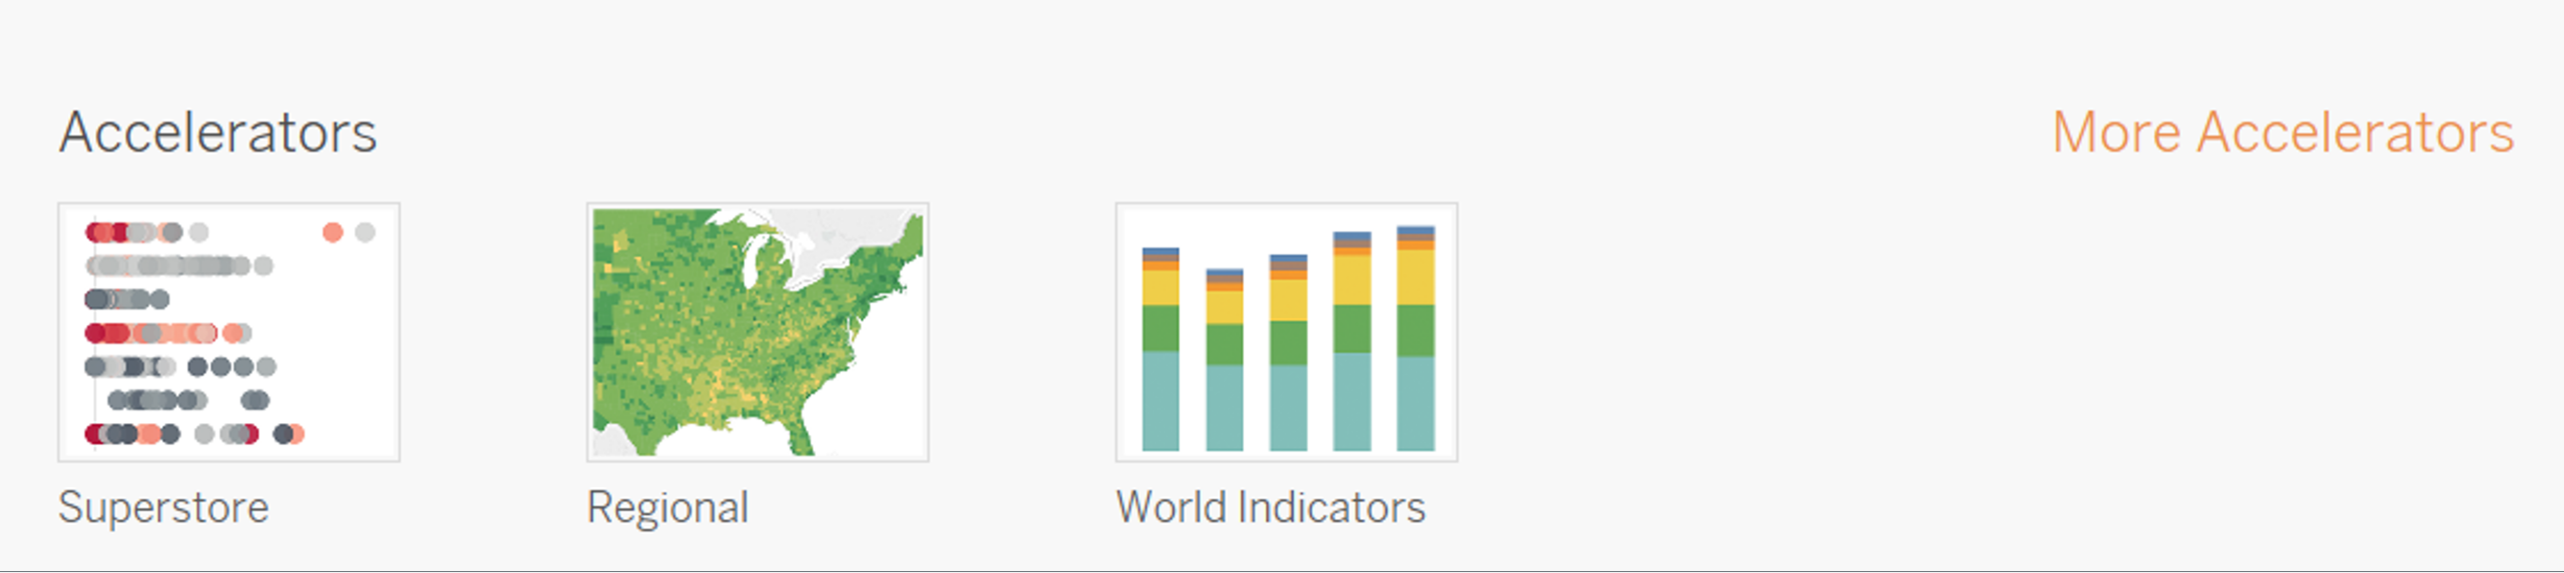 Accelerators
More Accelerators
Superstore
Regional
World Indicators